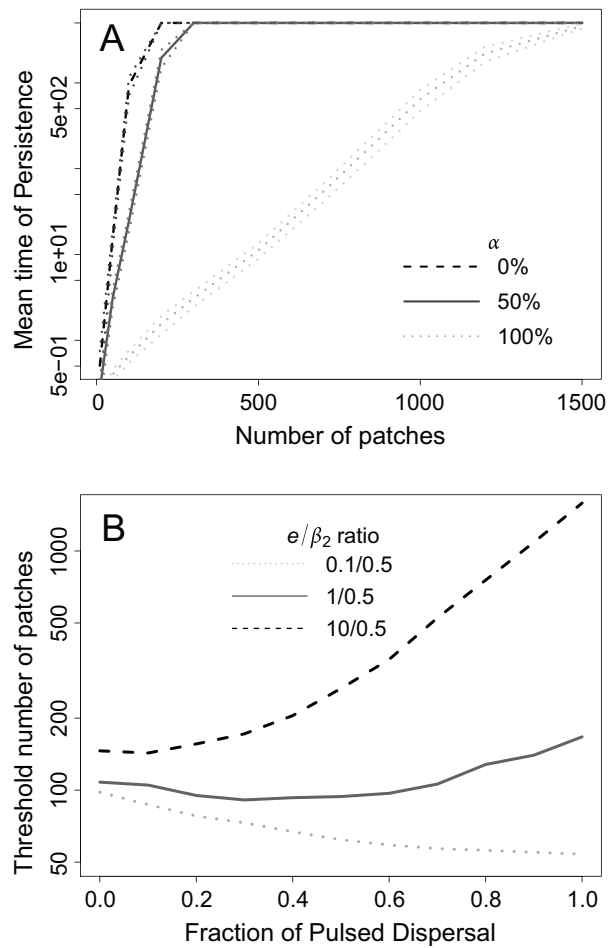 A
Mean time of Persistence
5e+02
1e+01
5e−01
α
0%
50%
100%
0 500 1000 1500
Number of patches
B
Threshold number of patches
1000
500
200
100
50
e/β₂ ratio
0.1/0.5
1/0.5
10/0.5
0.0 0.2 0.4 0.6 0.8 1.0
Fraction of Pulsed Dispersal